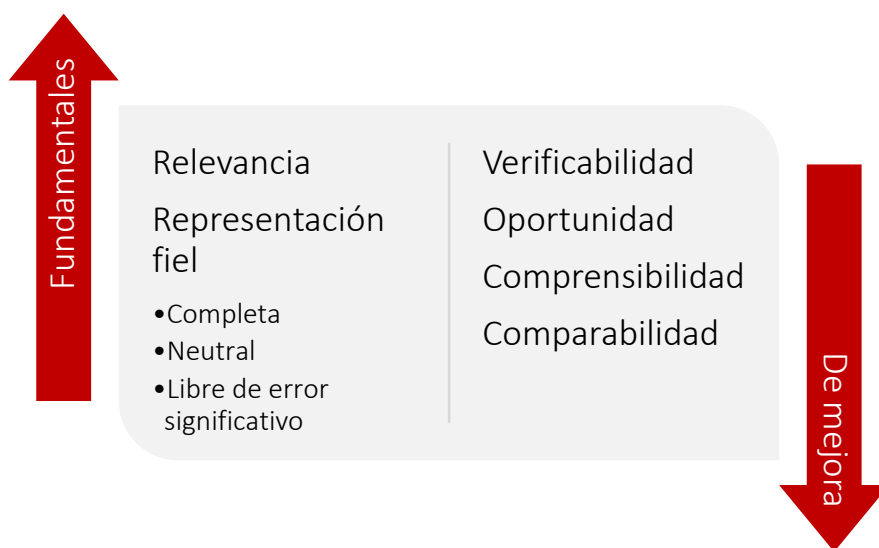 Fundamentales
Relevancia
Representación
fiel
•Completa
•Neutral
•Libre de error
significativo
Verificabilidad
Oportunidad
Comprensibilidad
Comparabilidad
De mejora